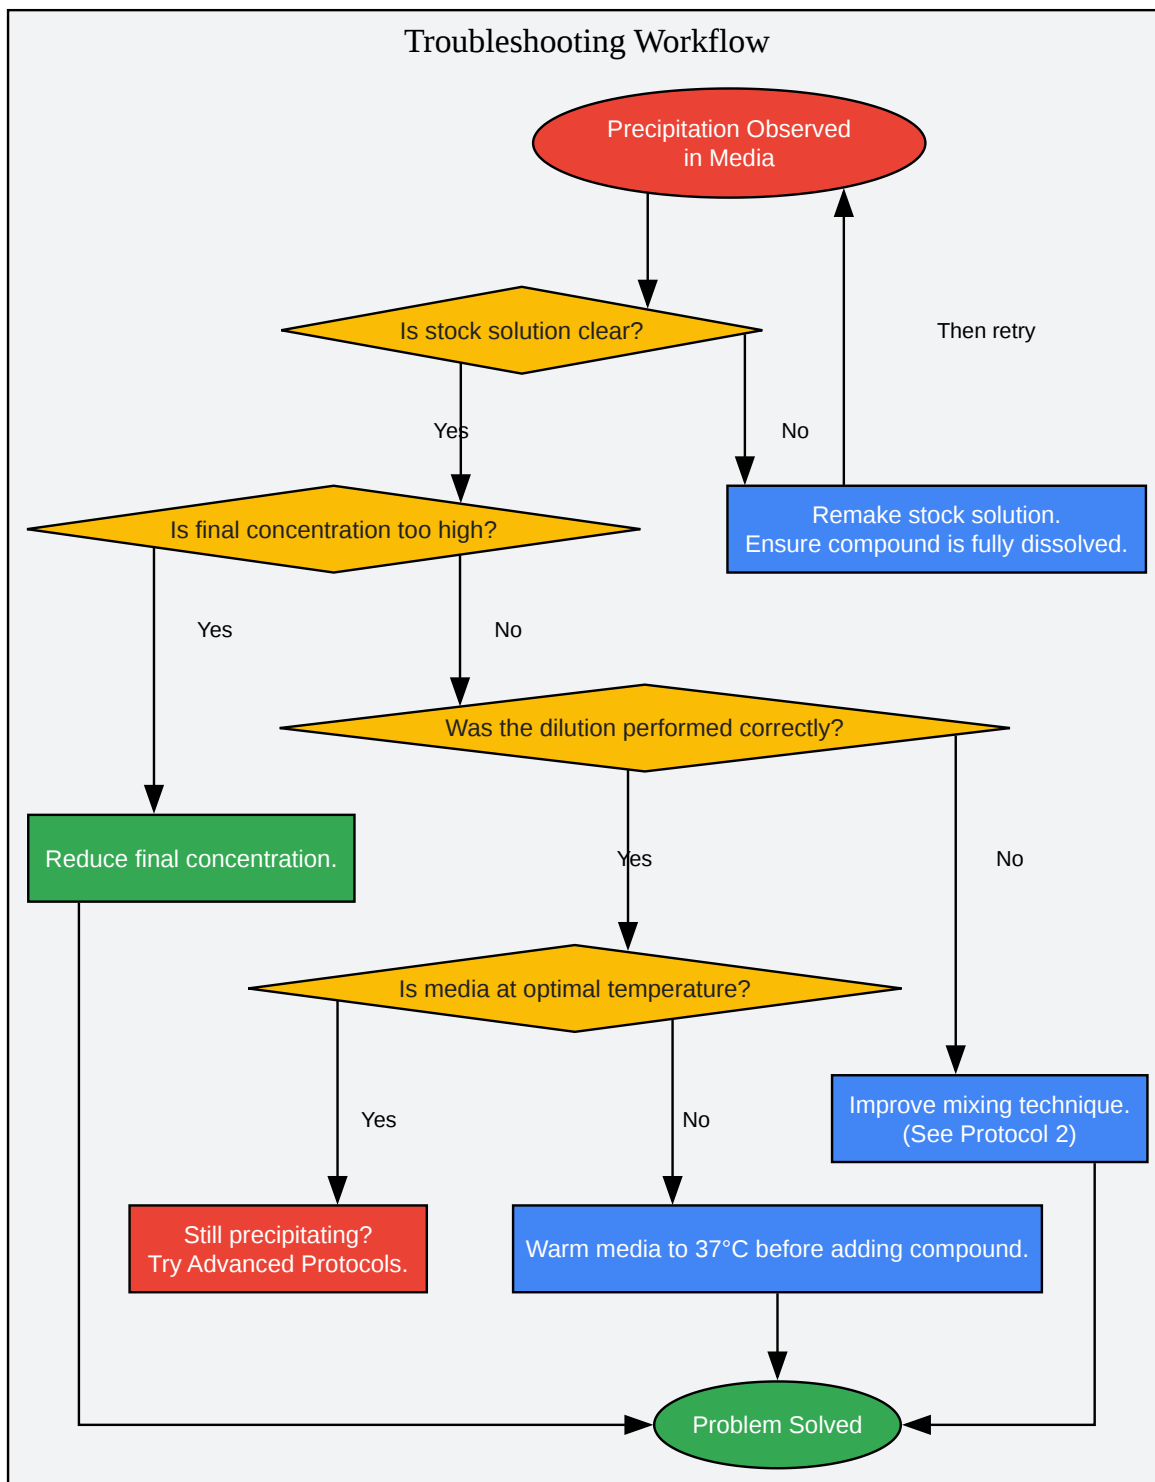 Troubleshooting Workflow
Precipitation Observed
in Media
Is stock solution clear?
Then retry
Yes
No
Is final concentration too high?
Remake stock solution.
Ensure compound is fully dissolved.
Yes
No
Was the dilution performed correctly?
Reduce final concentration.
Yes
No
Is media at optimal temperature?
Improve mixing technique.
(See Protocol 2)
Yes
No
Still precipitating?
Try Advanced Protocols.
Warm media to 37°C before adding compound.
Problem Solved